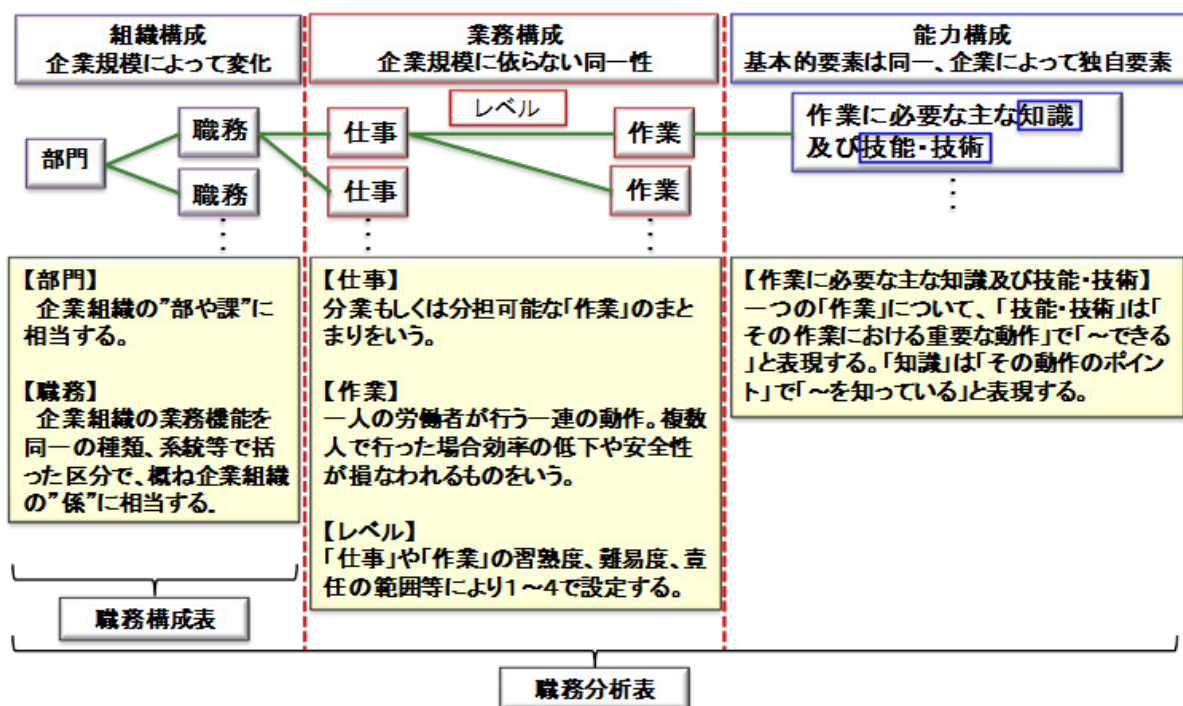 組織構成
企業規模によって変化
業務構成
企業規模に依らない同一性
能力構成
基本的要素は同一、企業によって独自要素
部門
職務
職務
仕事
仕事
レベル
作業
作業
作業に必要な主な知識
及び技能・技術
【部門】
企業組織の”部や課”に
相当する。
【職務】
企業組織の業務機能を
同一の種類、系統等で括
った区分で、概ね企業組織
の”係”に相当する.
【仕事】
分業もしくは分担可能な「作業」のまと
まりをいう。
【作業】
一人の労働者が行う一連の動作。複数
人で行った場合効率の低下や安全性
が損なわれるものをいう。
【レベル】
「仕事」や「作業」の習熟度、難易度、責
任の範囲等により1～4で設定する。
【作業に必要な主な知識及び技能・技術】
一つの「作業」について、「技能・技術」は「
その作業における重要な動作」で「～できる
」と表現する。「知識」は「その動作のポイン
ト」で「～を知っている」と表現する。
職務構成表
職務分析表